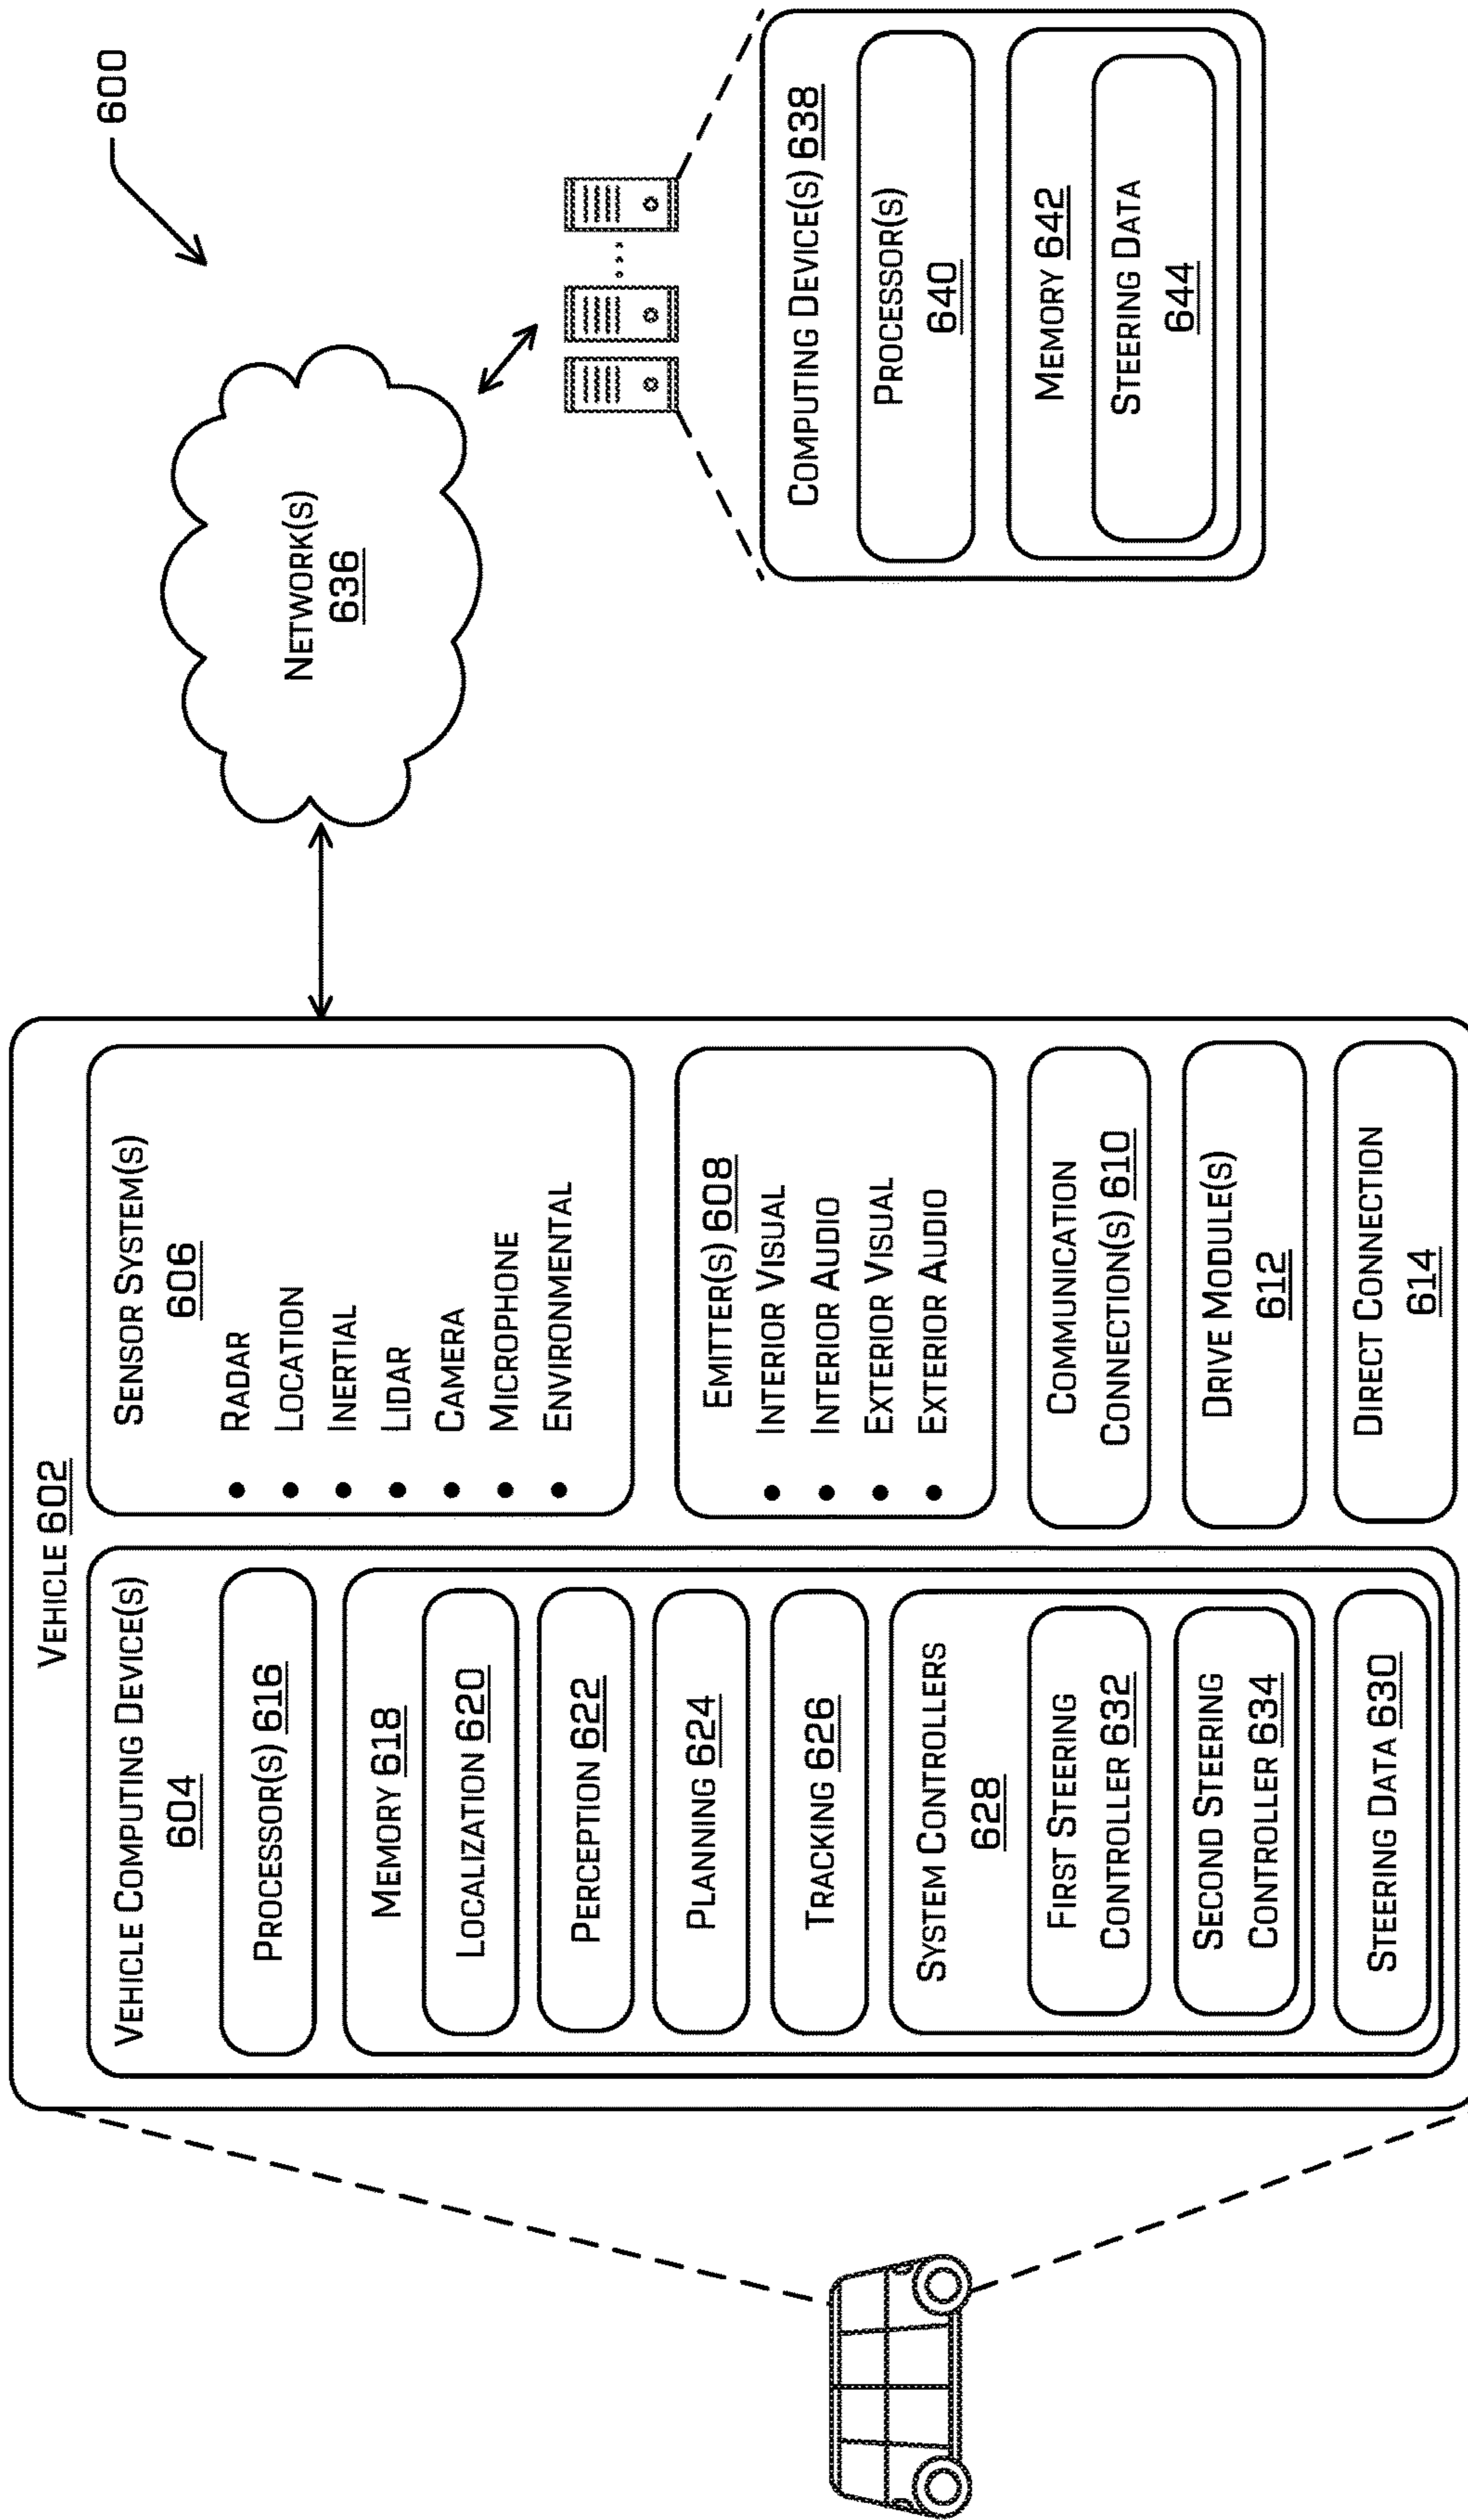 600
VEHICLE 602
VEHICLE COMPUTING DEVICE(S)
604
PROCESSOR(S) 616
MEMORY 618
LOCALIZATION 620
PERCEPTION 622
PLANNING 624
TRACKING 626
SYSTEM CONTROLLERS
628
FIRST STEERING
CONTROLLER 632
SECOND STEERING
CONTROLLER 634
STEERING DATA 630
SENSOR SYSTEM(S)
606
• RADAR
• LOCATION
• INERTIAL
• LIDAR
• CAMERA
• MICROPHONE
• ENVIRONMENTAL
EMITTER(S) 608
• INTERIOR VISUAL
• INTERIOR AUDIO
• EXTERIOR VISUAL
• EXTERIOR AUDIO
COMMUNICATION
CONNECTION(S) 610
DRIVE MODULE(S)
612
DIRECT CONNECTION
614
NETWORK(S)
636
COMPUTING DEVICE(S) 638
PROCESSOR(S)
640
MEMORY 642
STEERING DATA
644